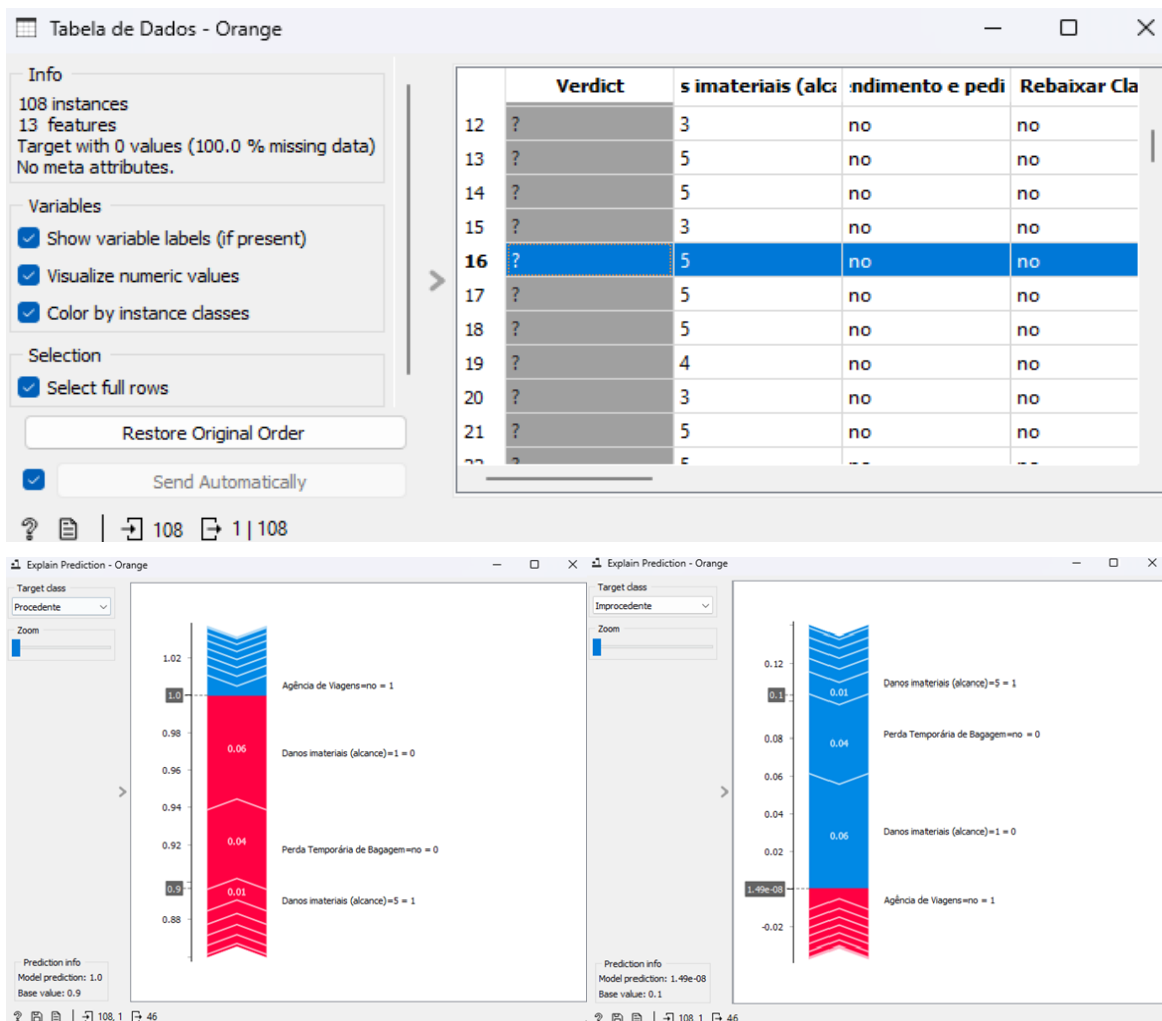 Tabela de Dados - Orange
Info
108 instances
13 features
Target with 0 values (100.0 % missing data)
No meta attributes.
Variables
Show variable labels (if present)
Visualize numeric values
Color by instance classes
Selection
Select full rows
Restore Original Order
Send Automatically
108 1 | 108
Verdict s imateriais (alca ndimento e pedi Rebaixar Cla
12 ? 3 no no
13 ? 5 no no
14 ? 5 no no
15 ? 3 no no
16 ? 5 no no
17 ? 5 no no
18 ? 5 no no
19 ? 4 no no
20 ? 3 no no
21 ? 5 no no
Explain Prediction - Orange
Target class
Procedente
Zoom
1.02
1.0
0.98
0.96
0.94
0.92
0.9
0.88
0.06
0.04
0.01
Agência de Viagens=no = 1
Danos imateriais (alcance)=1 = 0
Perda Temporária de Bagagem=no = 0
Danos imateriais (alcance)=5 = 1
Prediction info
Model prediction: 1.0
Base value: 0.9
108, 1 46
Explain Prediction - Orange
Target class
Improcedente
Zoom
0.12
0.1
0.08
0.06
0.04
0.02
1.49e-08
-0.02
0.01
0.04
0.06
Danos imateriais (alcance)=5 = 1
Perda Temporária de Bagagem=no = 0
Danos imateriais (alcance)=1 = 0
Agência de Viagens=no = 1
Prediction info
Model prediction: 1.49e-08
Base value: 0.1
108, 1 46